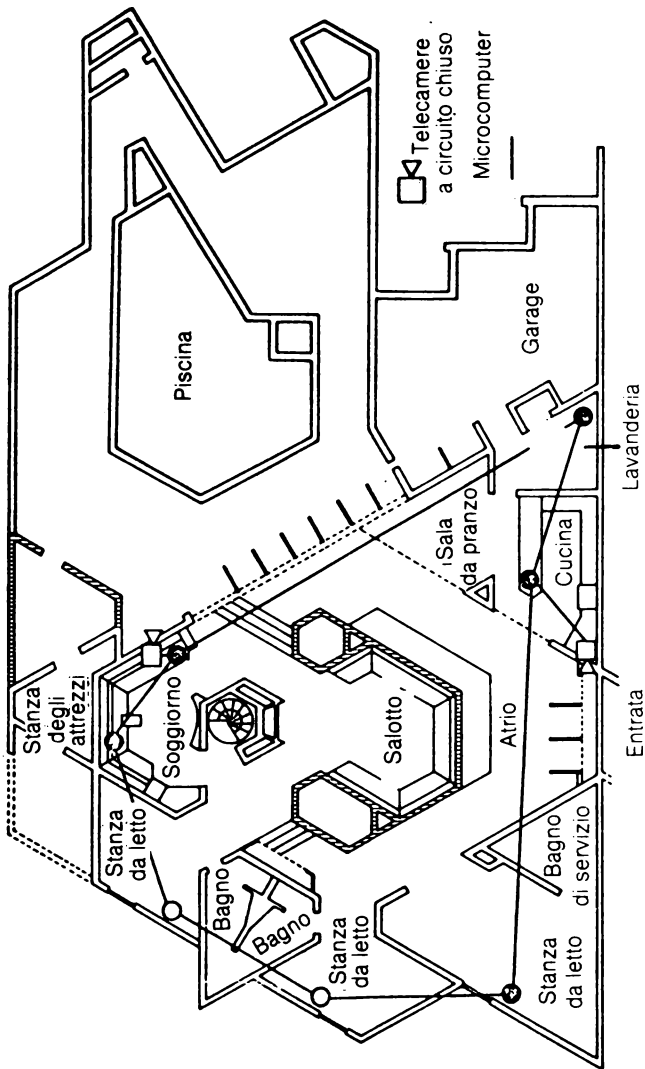 Telecamere
a circuito chiuso
Microcomputer
Piscina
Garage
Lavanderia
Sala
da pranzo
Cucina
Stanza
degli
attrezzi
Soggiorno
Salotto
Atrio
Entrata
Stanza
da letto
Bagno
Bagno
Stanza
da letto
Bagno
di servizio
Stanza
da letto